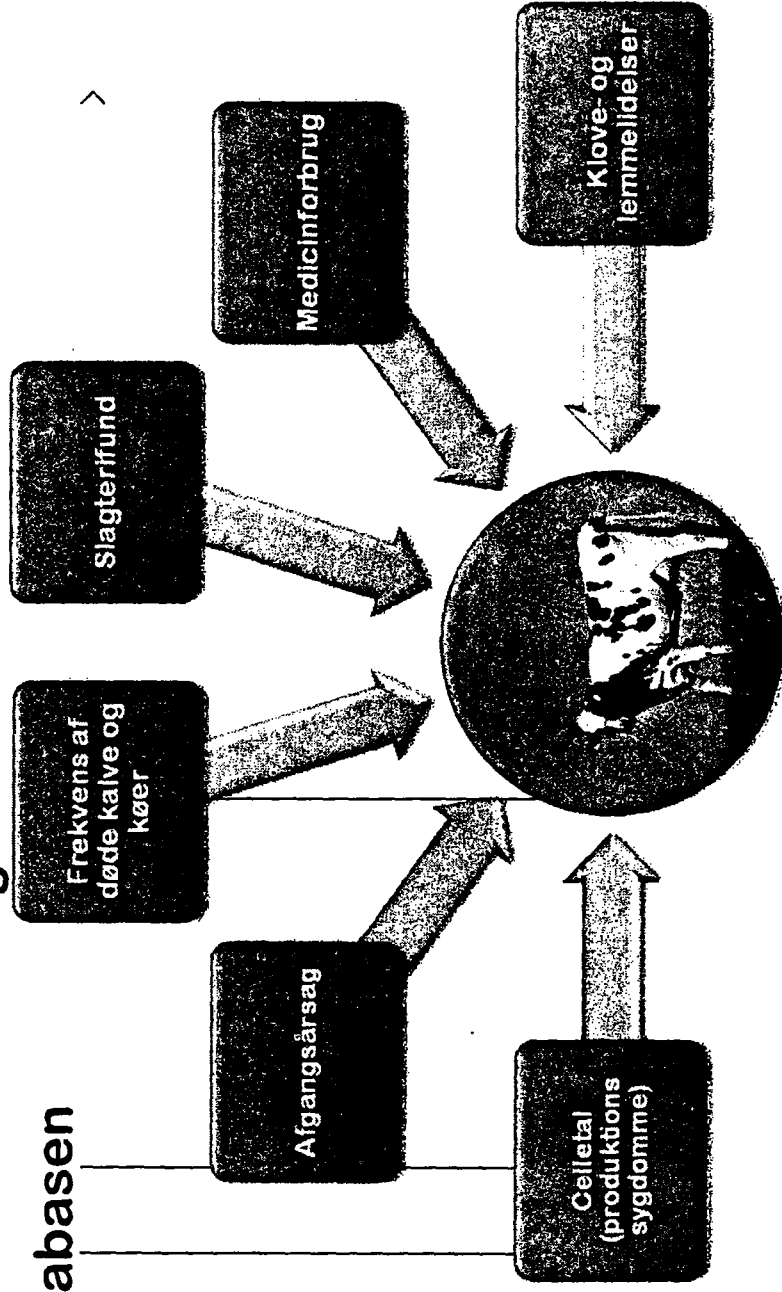 abasen
Frekvens af
døde kalve og
køer
Slagterifund
Afgangsårsag
Medicinforbrug
Celletal
(produktions
sygdomme)
Klove- og
lemmelidelser